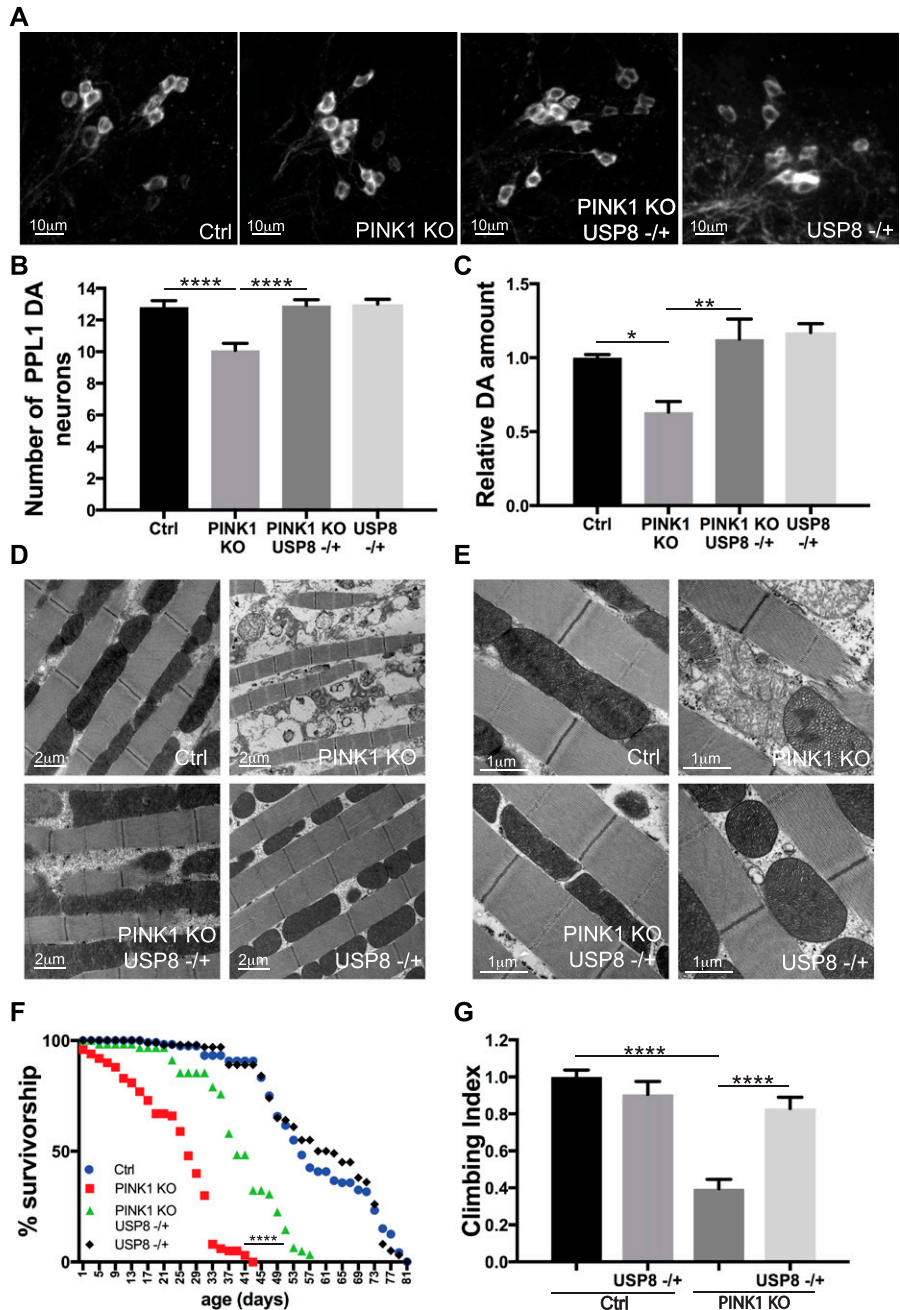 A
10µm
Ctrl
10µm
PINK1 KO
10µm
PINK1 KO
USP8 -/+
10µm
USP8 -/+
B
Number of PPL1 DA
neurons
14
12
10
8
6
4
2
0
****
****
Ctrl
PINK1
KO
PINK1 KO
USP8 -/+
USP8
-/+
C
Relative DA amount
1.5
1.0
0.5
0.0
*
**
Ctrl
PINK1
KO
PINK1 KO
USP8 -/+
USP8
-/+
D
2µm
Ctrl
2µm
PINK1 KO
2µm
PINK1 KO
USP8 -/+
2µm
USP8 -/+
E
1µm
Ctrl
1µm
PINK1 KO
1µm
PINK1 KO
USP8 -/+
1µm
USP8 -/+
F
% survivorship
100
50
0
Ctrl
PINK1 KO
PINK1 KO
USP8 -/+
USP8 -/+
****
1 5 9 13 17 21 25 29 33 37 41 45 49 53 57 61 65 69 73 77 81
age (days)
G
Climbing Index
1.2
1.0
0.8
0.6
0.4
0.2
0.0
****
****
USP8 -/+
USP8 -/+
Ctrl
PINK1 KO